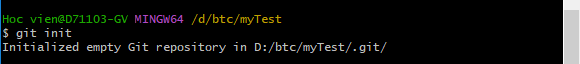 Hoc vien@D71103-GV MINGW64 /d/btc/myTest
$ git init
Initialized empty Git repository in D:/btc/myTest/.git/